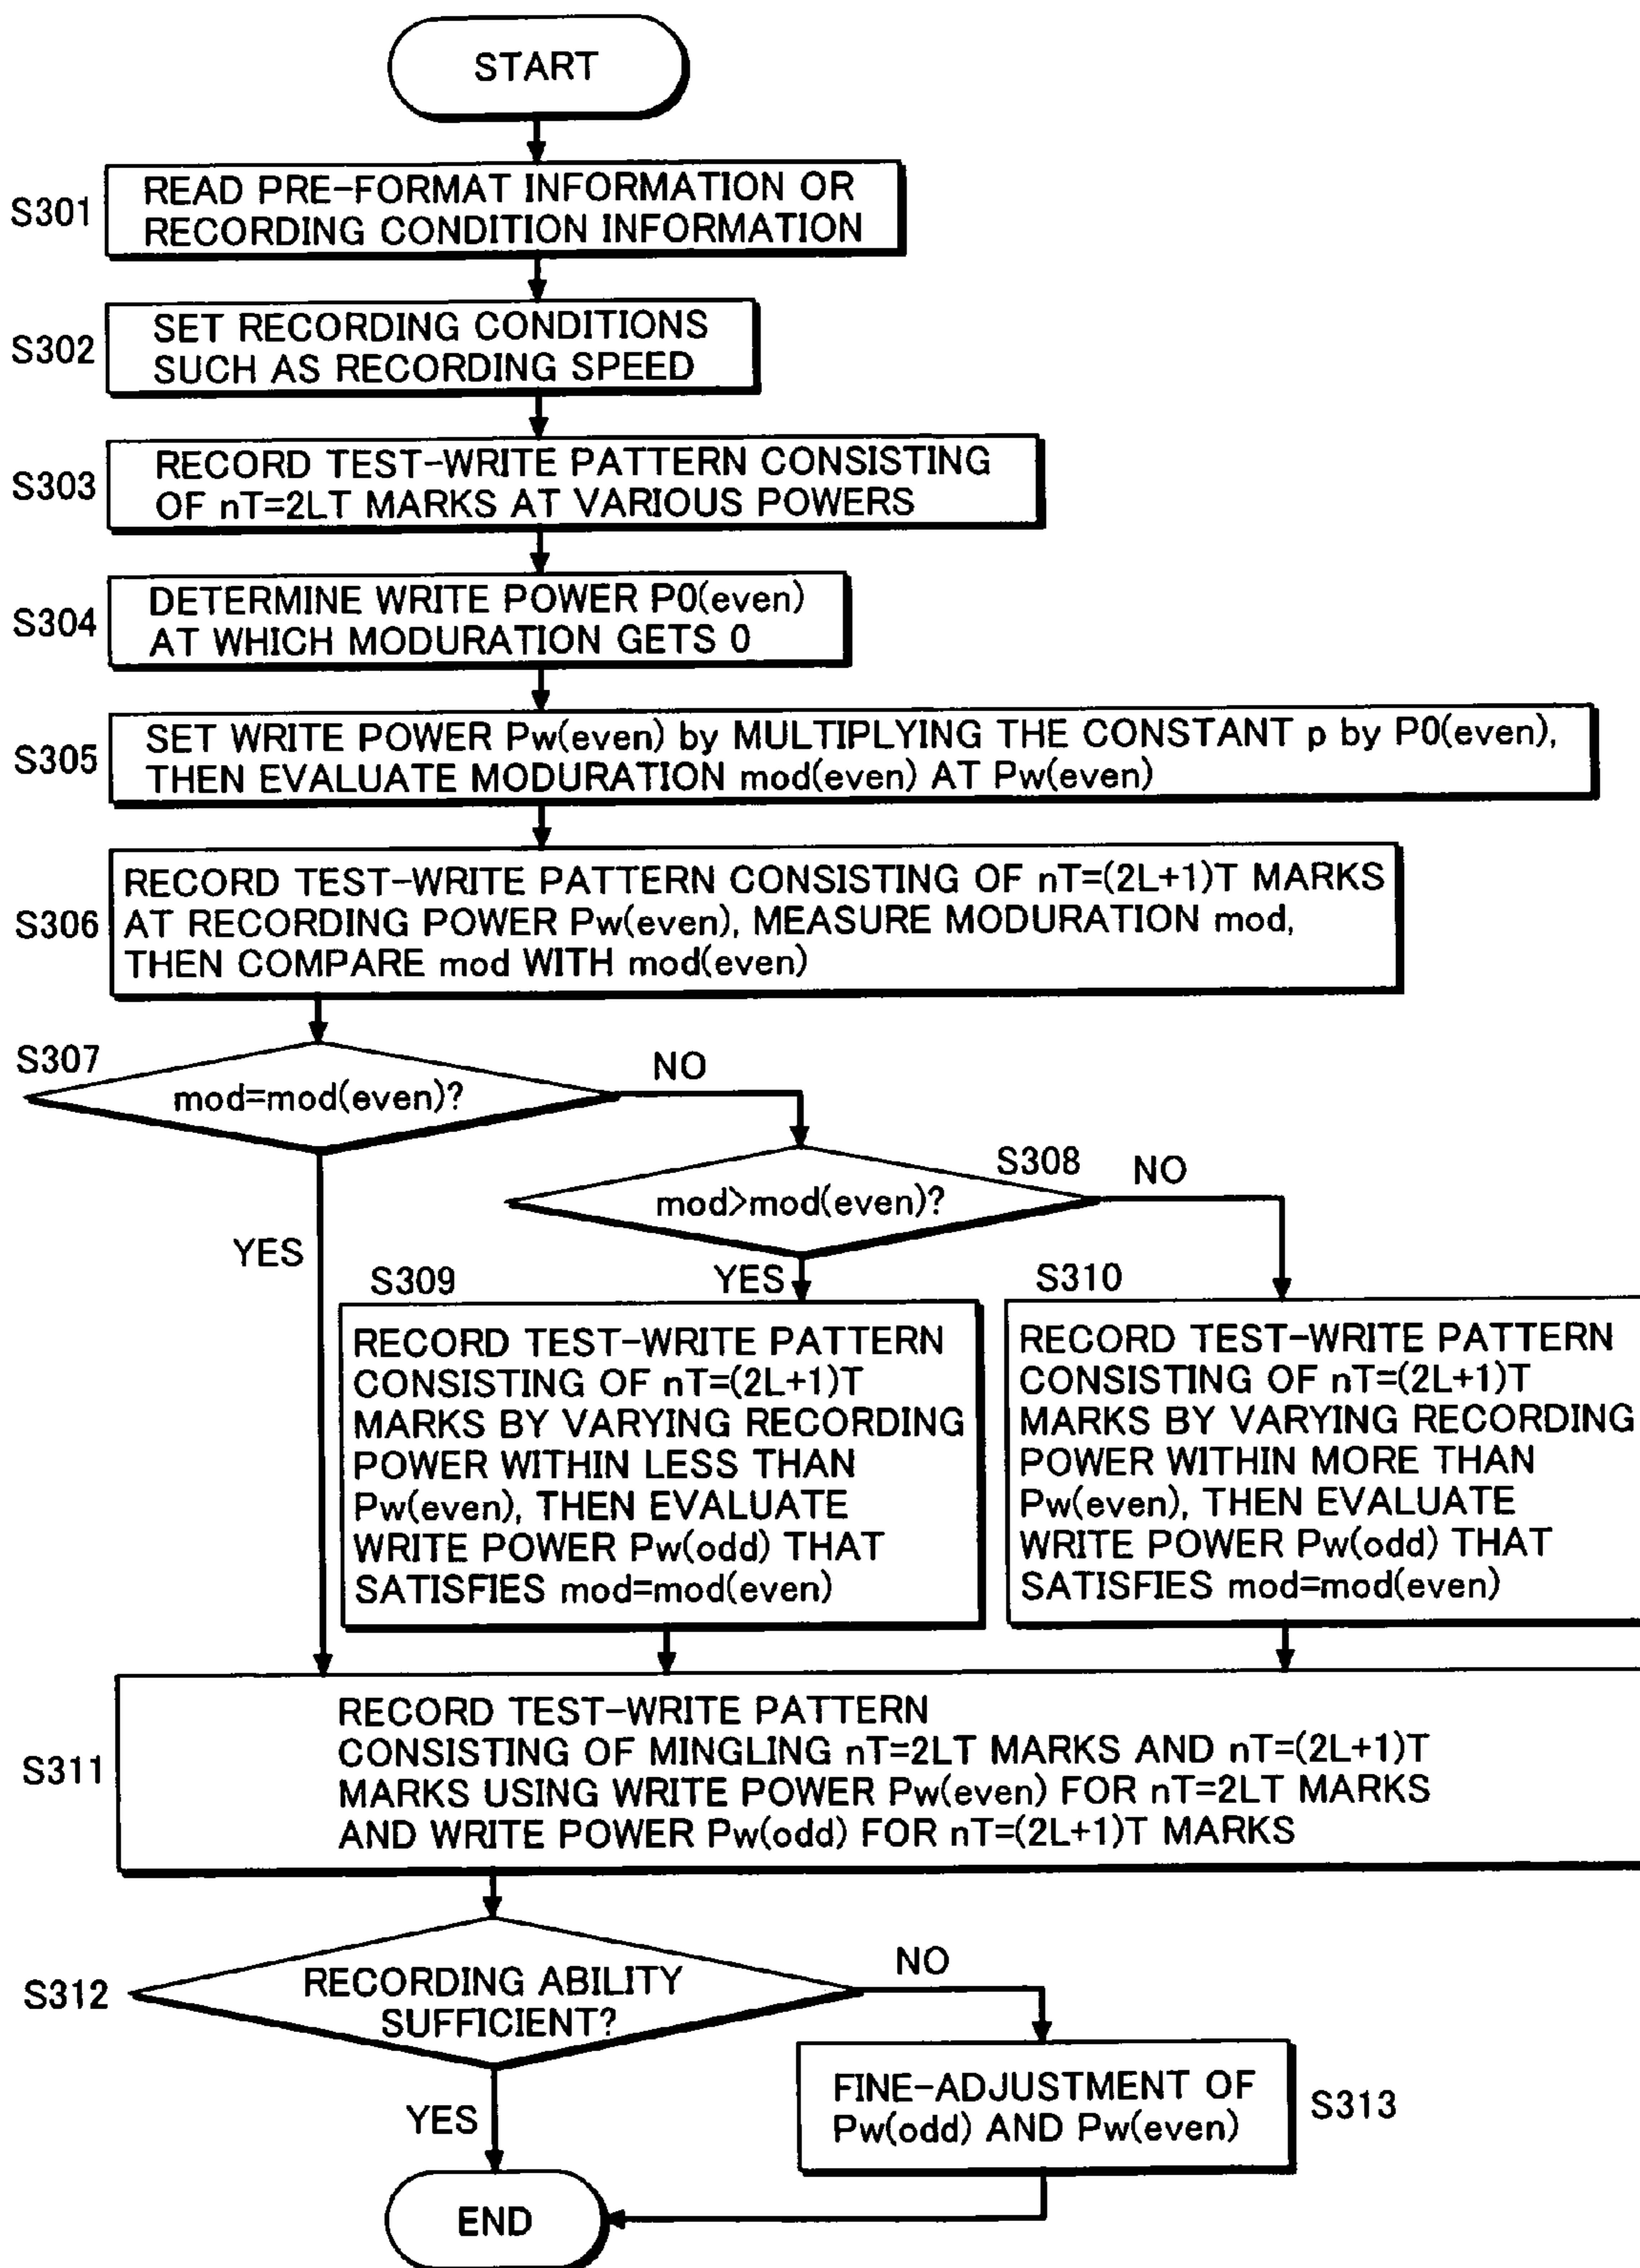 START
S301
READ PRE-FORMAT INFORMATION OR
RECORDING CONDITION INFORMATION
S302
SET RECORDING CONDITIONS
SUCH AS RECORDING SPEED
S303
RECORD TEST-WRITE PATTERN CONSISTING
OF nT=2LT MARKS AT VARIOUS POWERS
S304
DETERMINE WRITE POWER P0(even)
AT WHICH MODURATION GETS 0
S305
SET WRITE POWER Pw(even) by MULTIPLYING THE CONSTANT p by P0(even),
THEN EVALUATE MODURATION mod(even) AT Pw(even)
S306
RECORD TEST-WRITE PATTERN CONSISTING OF nT=(2L+1)T MARKS
AT RECORDING POWER Pw(even), MEASURE MODURATION mod,
THEN COMPARE mod WITH mod(even)
S307
mod=mod(even)?
NO
YES
S308
mod>mod(even)?
NO
YES
S309
RECORD TEST-WRITE PATTERN
CONSISTING OF nT=(2L+1)T
MARKS BY VARYING RECORDING
POWER WITHIN LESS THAN
Pw(even), THEN EVALUATE
WRITE POWER Pw(odd) THAT
SATISFIES mod=mod(even)
S310
RECORD TEST-WRITE PATTERN
CONSISTING OF nT=(2L+1)T
MARKS BY VARYING RECORDING
POWER WITHIN MORE THAN
Pw(even), THEN EVALUATE
WRITE POWER Pw(odd) THAT
SATISFIES mod=mod(even)
S311
RECORD TEST-WRITE PATTERN
CONSISTING OF MINGLING nT=2LT MARKS AND nT=(2L+1)T
MARKS USING WRITE POWER Pw(even) FOR nT=2LT MARKS
AND WRITE POWER Pw(odd) FOR nT=(2L+1)T MARKS
S312
RECORDING ABILITY
SUFFICIENT?
NO
YES
FINE-ADJUSTMENT OF
Pw(odd) AND Pw(even)
S313
END